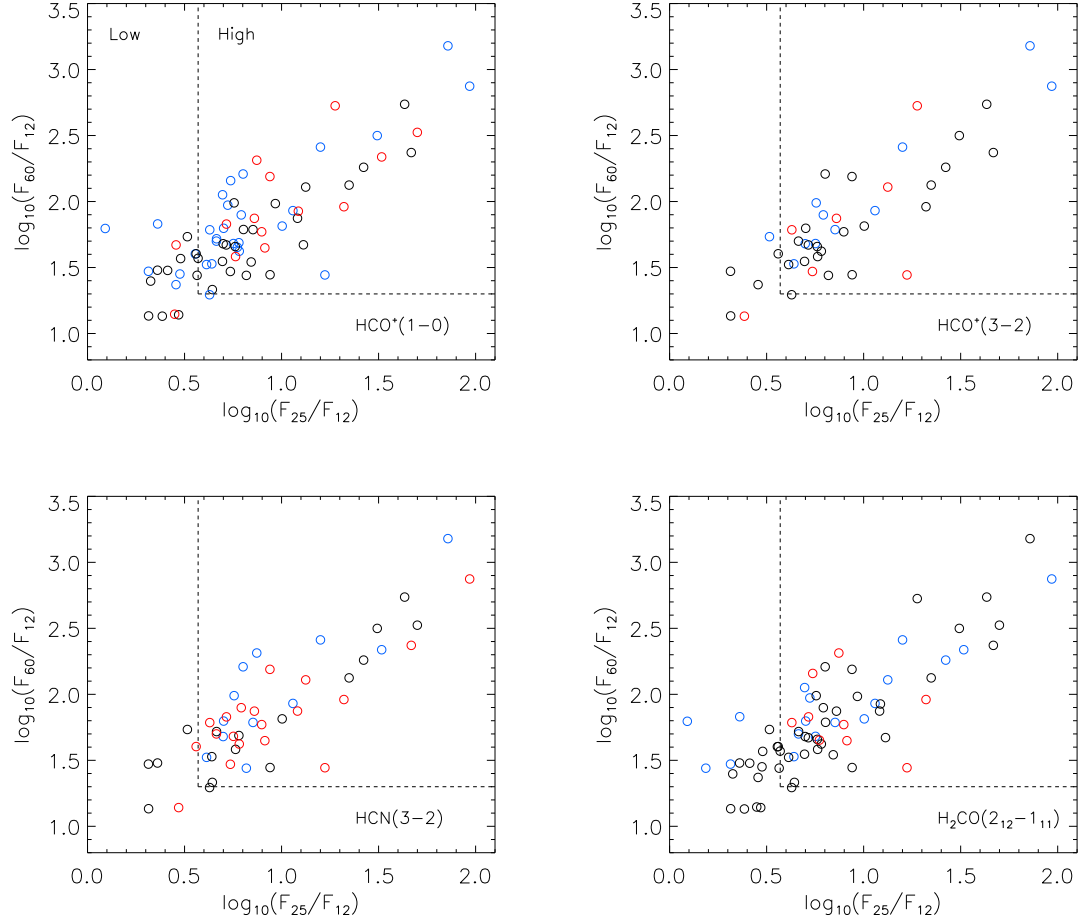 Low High
HCO⁺(1−0)
3.5
3.0
2.5
2.0
1.5
1.0
0.0 0.5 1.0 1.5 2.0
log₁₀(F₆₀/F₁₂)
log₁₀(F₂₅/F₁₂)
HCO⁺(3−2)
3.5
3.0
2.5
2.0
1.5
1.0
0.0 0.5 1.0 1.5 2.0
log₁₀(F₆₀/F₁₂)
log₁₀(F₂₅/F₁₂)
HCN(3−2)
3.5
3.0
2.5
2.0
1.5
1.0
0.0 0.5 1.0 1.5 2.0
log₁₀(F₆₀/F₁₂)
log₁₀(F₂₅/F₁₂)
H₂CO(2₁₂−1₁₁)
3.5
3.0
2.5
2.0
1.5
1.0
0.0 0.5 1.0 1.5 2.0
log₁₀(F₆₀/F₁₂)
log₁₀(F₂₅/F₁₂)